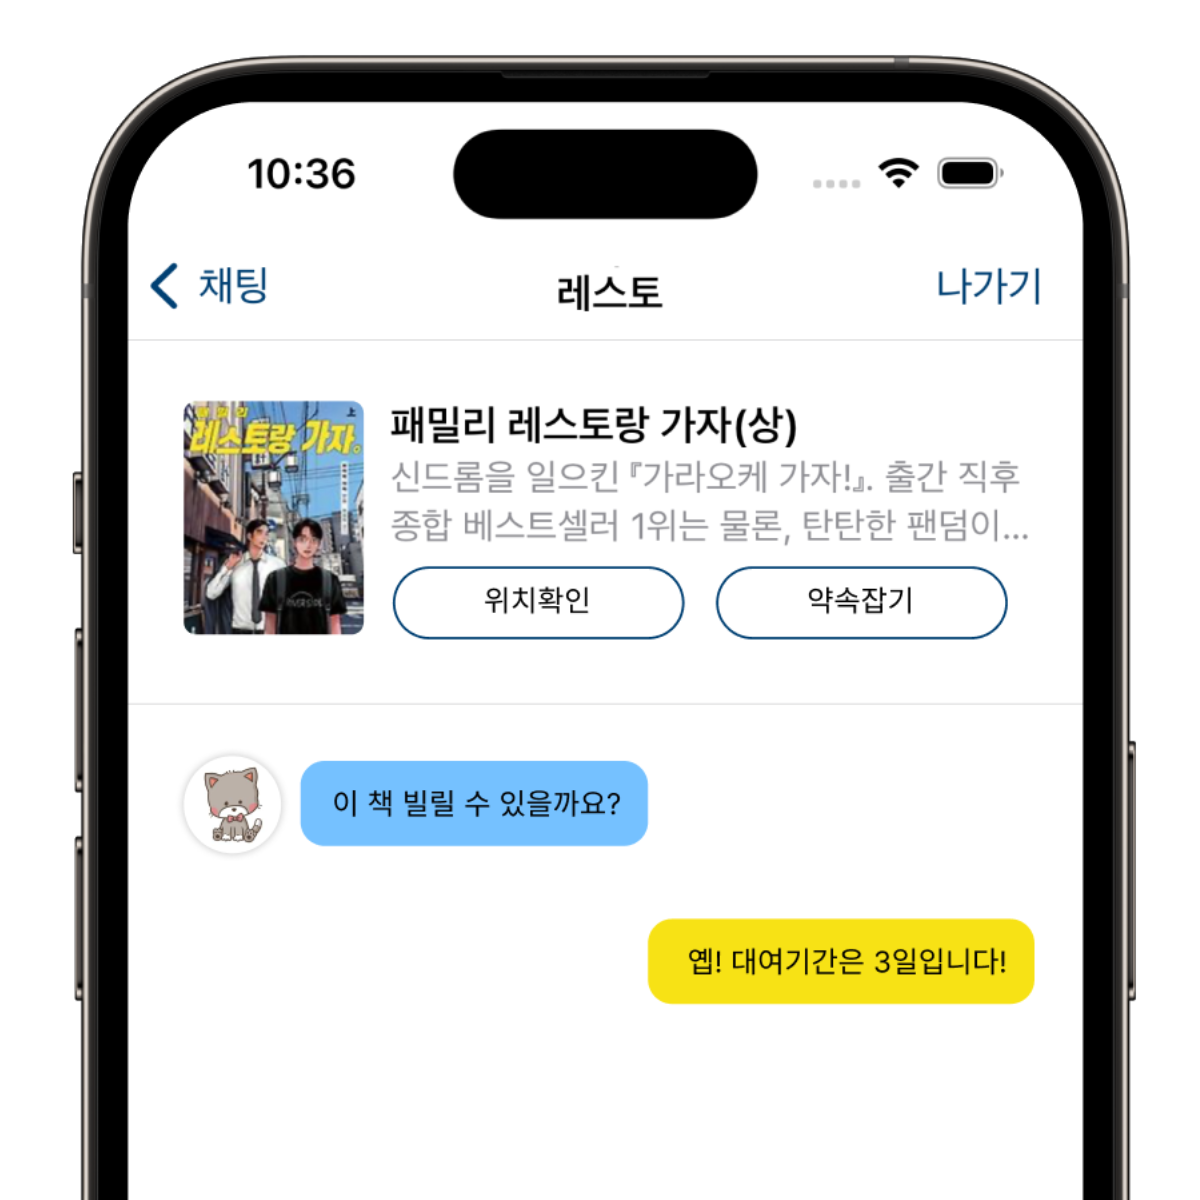 10:36
채팅
레스토
나가기
패밀리
上
레스토랑 가자。
패밀리 레스토랑 가자(상)
신드롬을 일으킨 『가라오케 가자!』. 출간 직후
종합 베스트셀러 1위는 물론, 탄탄한 팬덤이...
위치확인
약속잡기
이 책 빌릴 수 있을까요?
옙! 대여기간은 3일입니다!